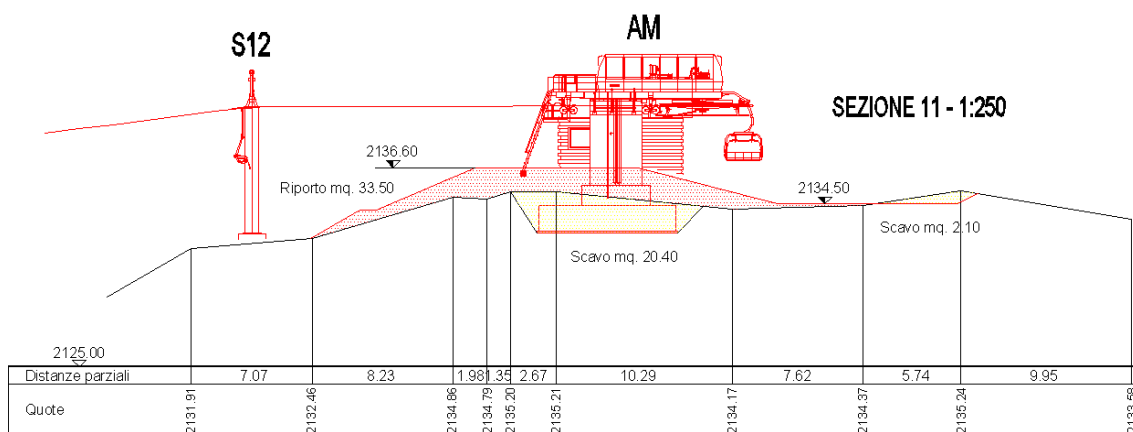 S12
AM
SEZIONE 11 - 1:250
2136.60
Riporto mq. 33.50
2134.50
Scavo mq. 2.10
Scavo mq. 20.40
2125.00
Distanze parziali 7.07 8.23 1.98 1.35 2.67 10.29 7.62 5.74 9.95
Quote 2131.91 2132.46 2134.86 2134.79 2135.20 2135.21 2134.17 2134.37 2135.24 2133.58